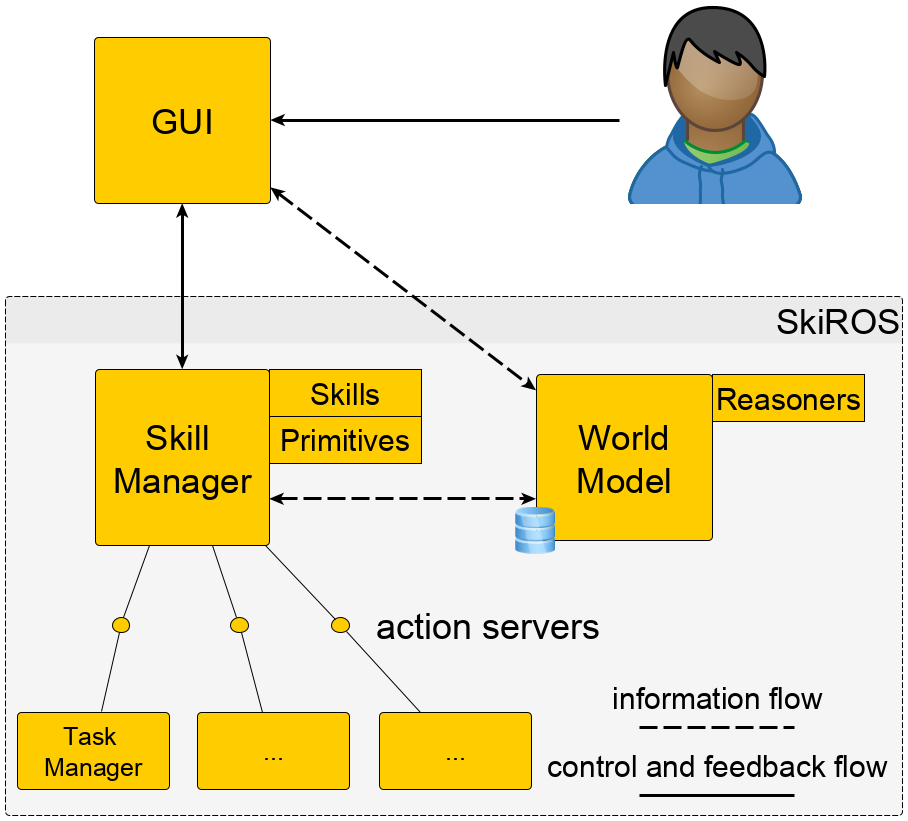 GUI
SkiROS
Skill
Manager
Skills
Primitives
World
Model
Reasoners
action servers
Task
Manager
...
...
information flow
control and feedback flow